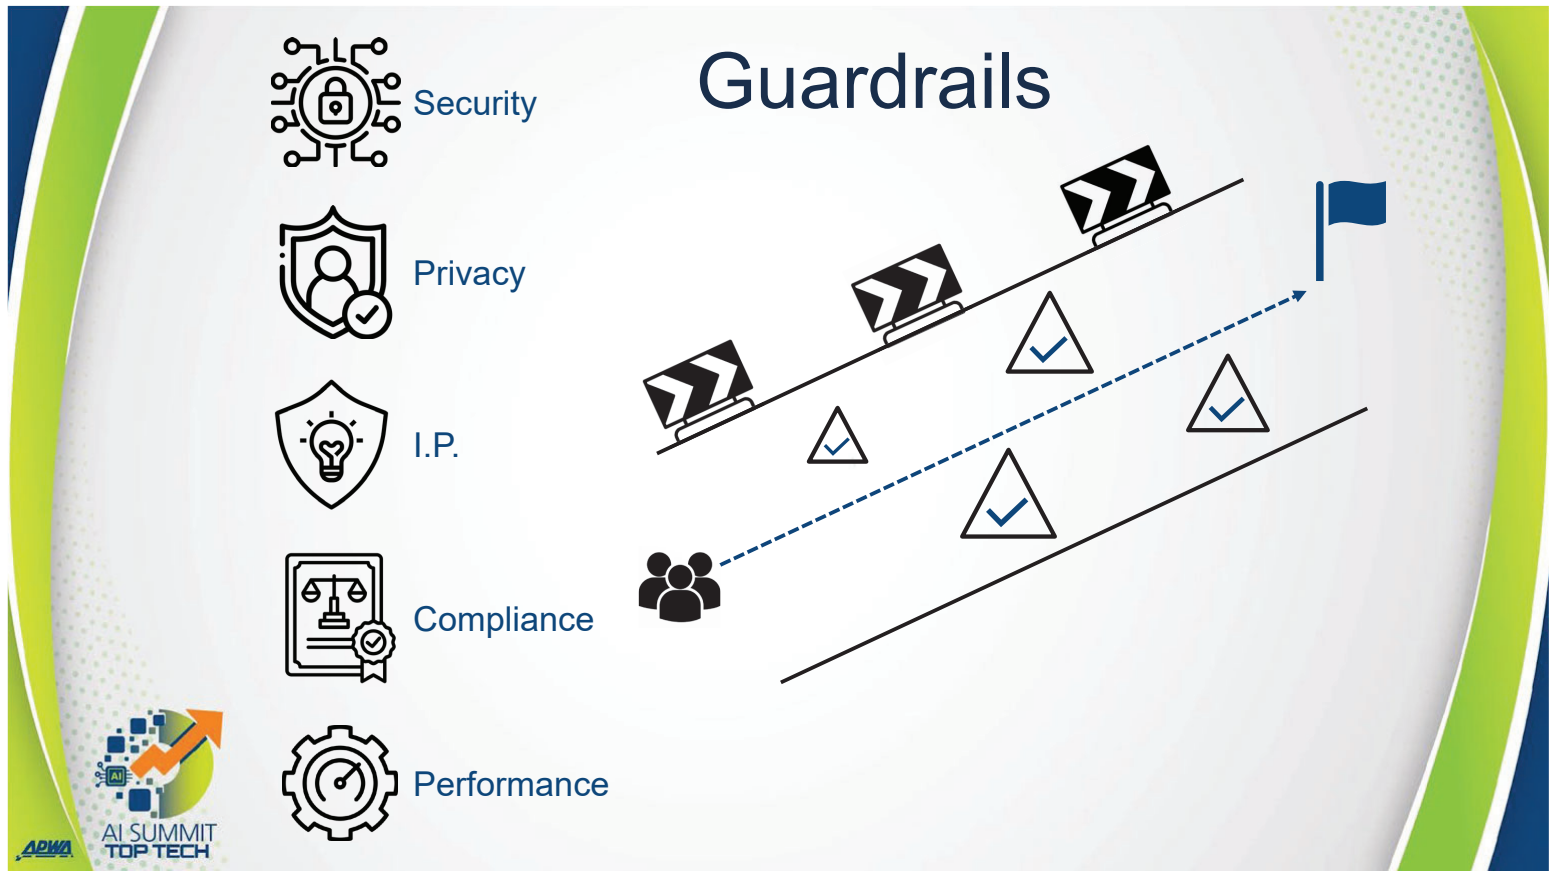 Guardrails
Security
Privacy
I.P.
Compliance
Performance
AI
AI SUMMIT
TOP TECH
APWA